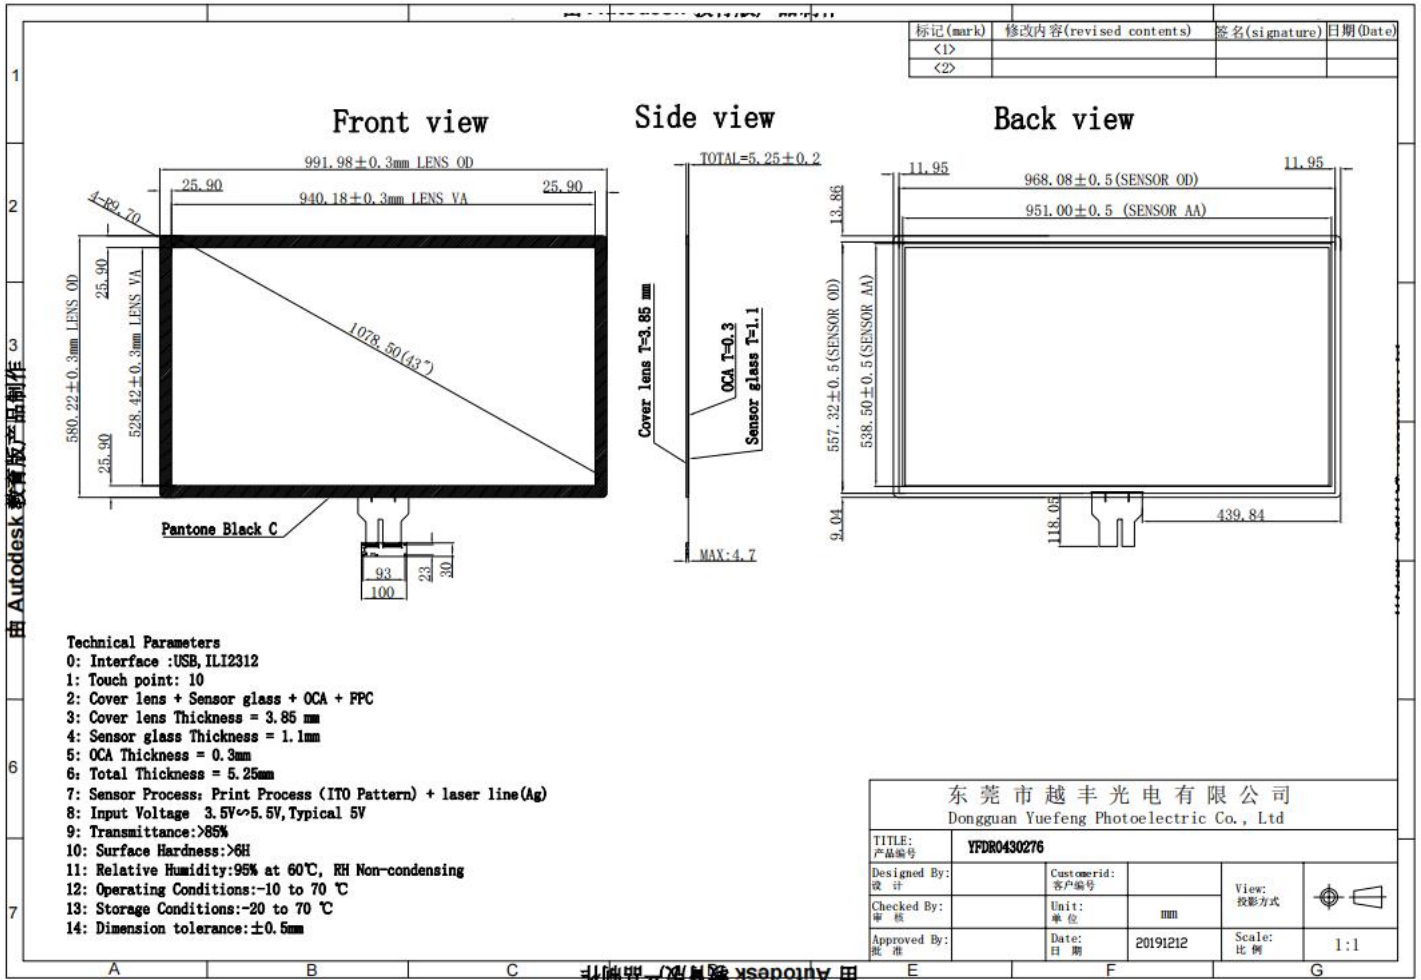 标记(mark) 修改内容(revised contents) 签名(signature) 日期(Date)
<1>
<2>
1
2
3
6
7
Front view
Side view
Back view
991.98±0.3mm LENS OD
25.90
25.90
940.18±0.3mm LENS VA
4-R9.70
580.22±0.3mm LENS OD
25.90
528.42±0.3mm LENS VA
25.90
1078.50(43")
Pantone Black C
93
100
23
30
TOTAL=5.25±0.2
Cover lens T=3.85 mm
OCA T=0.3
Sensor glass T=1.1
MAX:4.7
11.95
11.95
968.08±0.5(SENSOR OD)
951.00±0.5 (SENSOR AA)
13.86
557.32±0.5(SENSOR OD)
538.50±0.5(SENSOR AA)
9.04
118.05
439.84
由 Autodesk 教育版产品制作
Technical Parameters
0: Interface :USB,ILI2312
1: Touch point: 10
2: Cover lens + Sensor glass + OCA + FPC
3: Cover lens Thickness = 3.85 mm
4: Sensor glass Thickness = 1.1mm
5: OCA Thickness = 0.3mm
6: Total Thickness = 5.25mm
7: Sensor Process: Print Process (ITO Pattern) + laser line(Ag)
8: Input Voltage 3.5V∽5.5V,Typical 5V
9: Transmittance:>85%
10: Surface Hardness:>6H
11: Relative Humidity:95% at 60℃, RH Non-condensing
12: Operating Conditions:-10 to 70 ℃
13: Storage Conditions:-20 to 70 ℃
14: Dimension tolerance:±0.5mm
东莞市越丰光电有限公司
Dongguan Yuefeng Photoelectric Co., Ltd
TITLE:
产品编号
YFDR0430276
Designed By:
设 计
Customerid:
客户编号
View:
投影方式
Checked By:
审 核
Unit:
单 位
mm
Approved By:
批 准
Date:
日 期
20191212
Scale:
比 例
1:1
A B C E F G
由 Autodesk 教育版产品制作